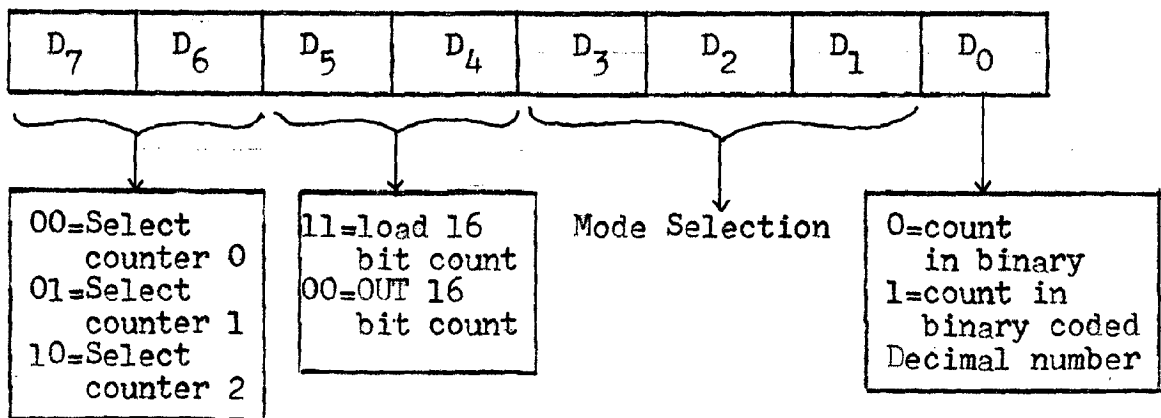 D7 D6 D5 D4 D3 D2 D1 D0
00=Select
counter 0
01=Select
counter 1
10=Select
counter 2
11=load 16
bit count
00=OUT 16
bit count
Mode Selection
0=count
in binary
1=count in
binary coded
Decimal number